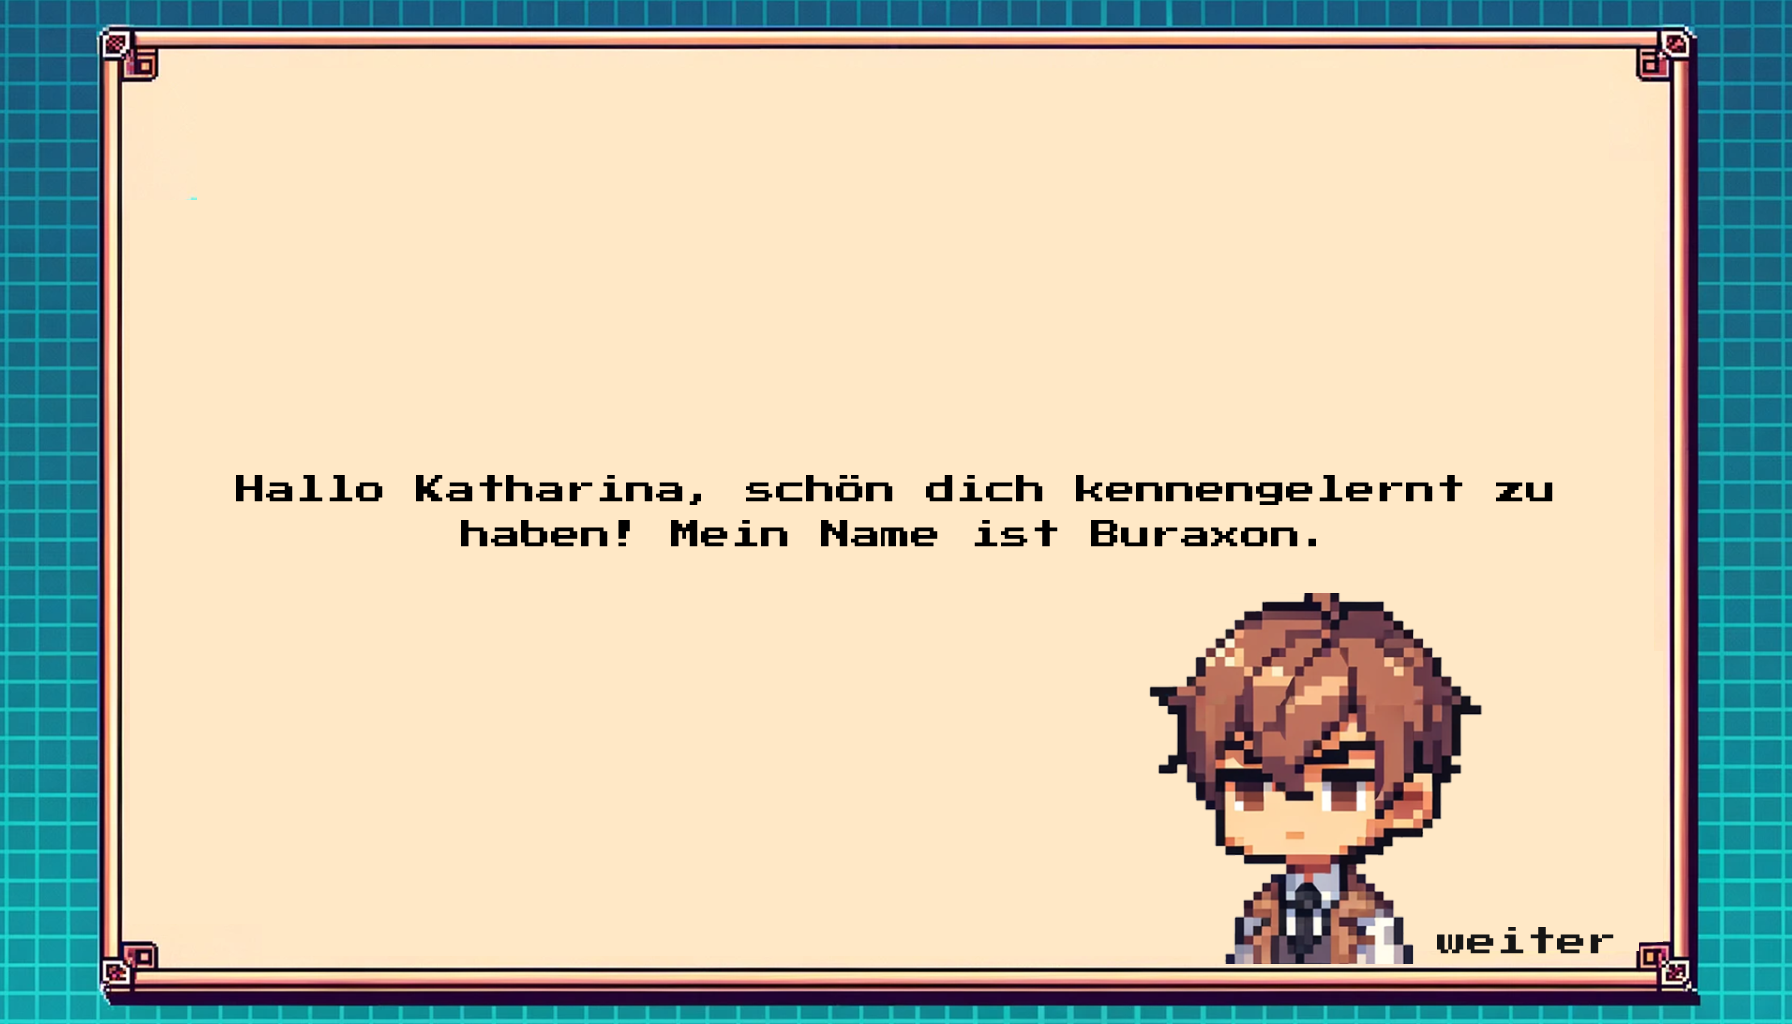 Hallo Katharina, schön dich kennengelernt zu
haben! Mein Name ist Buraxon.
weiter